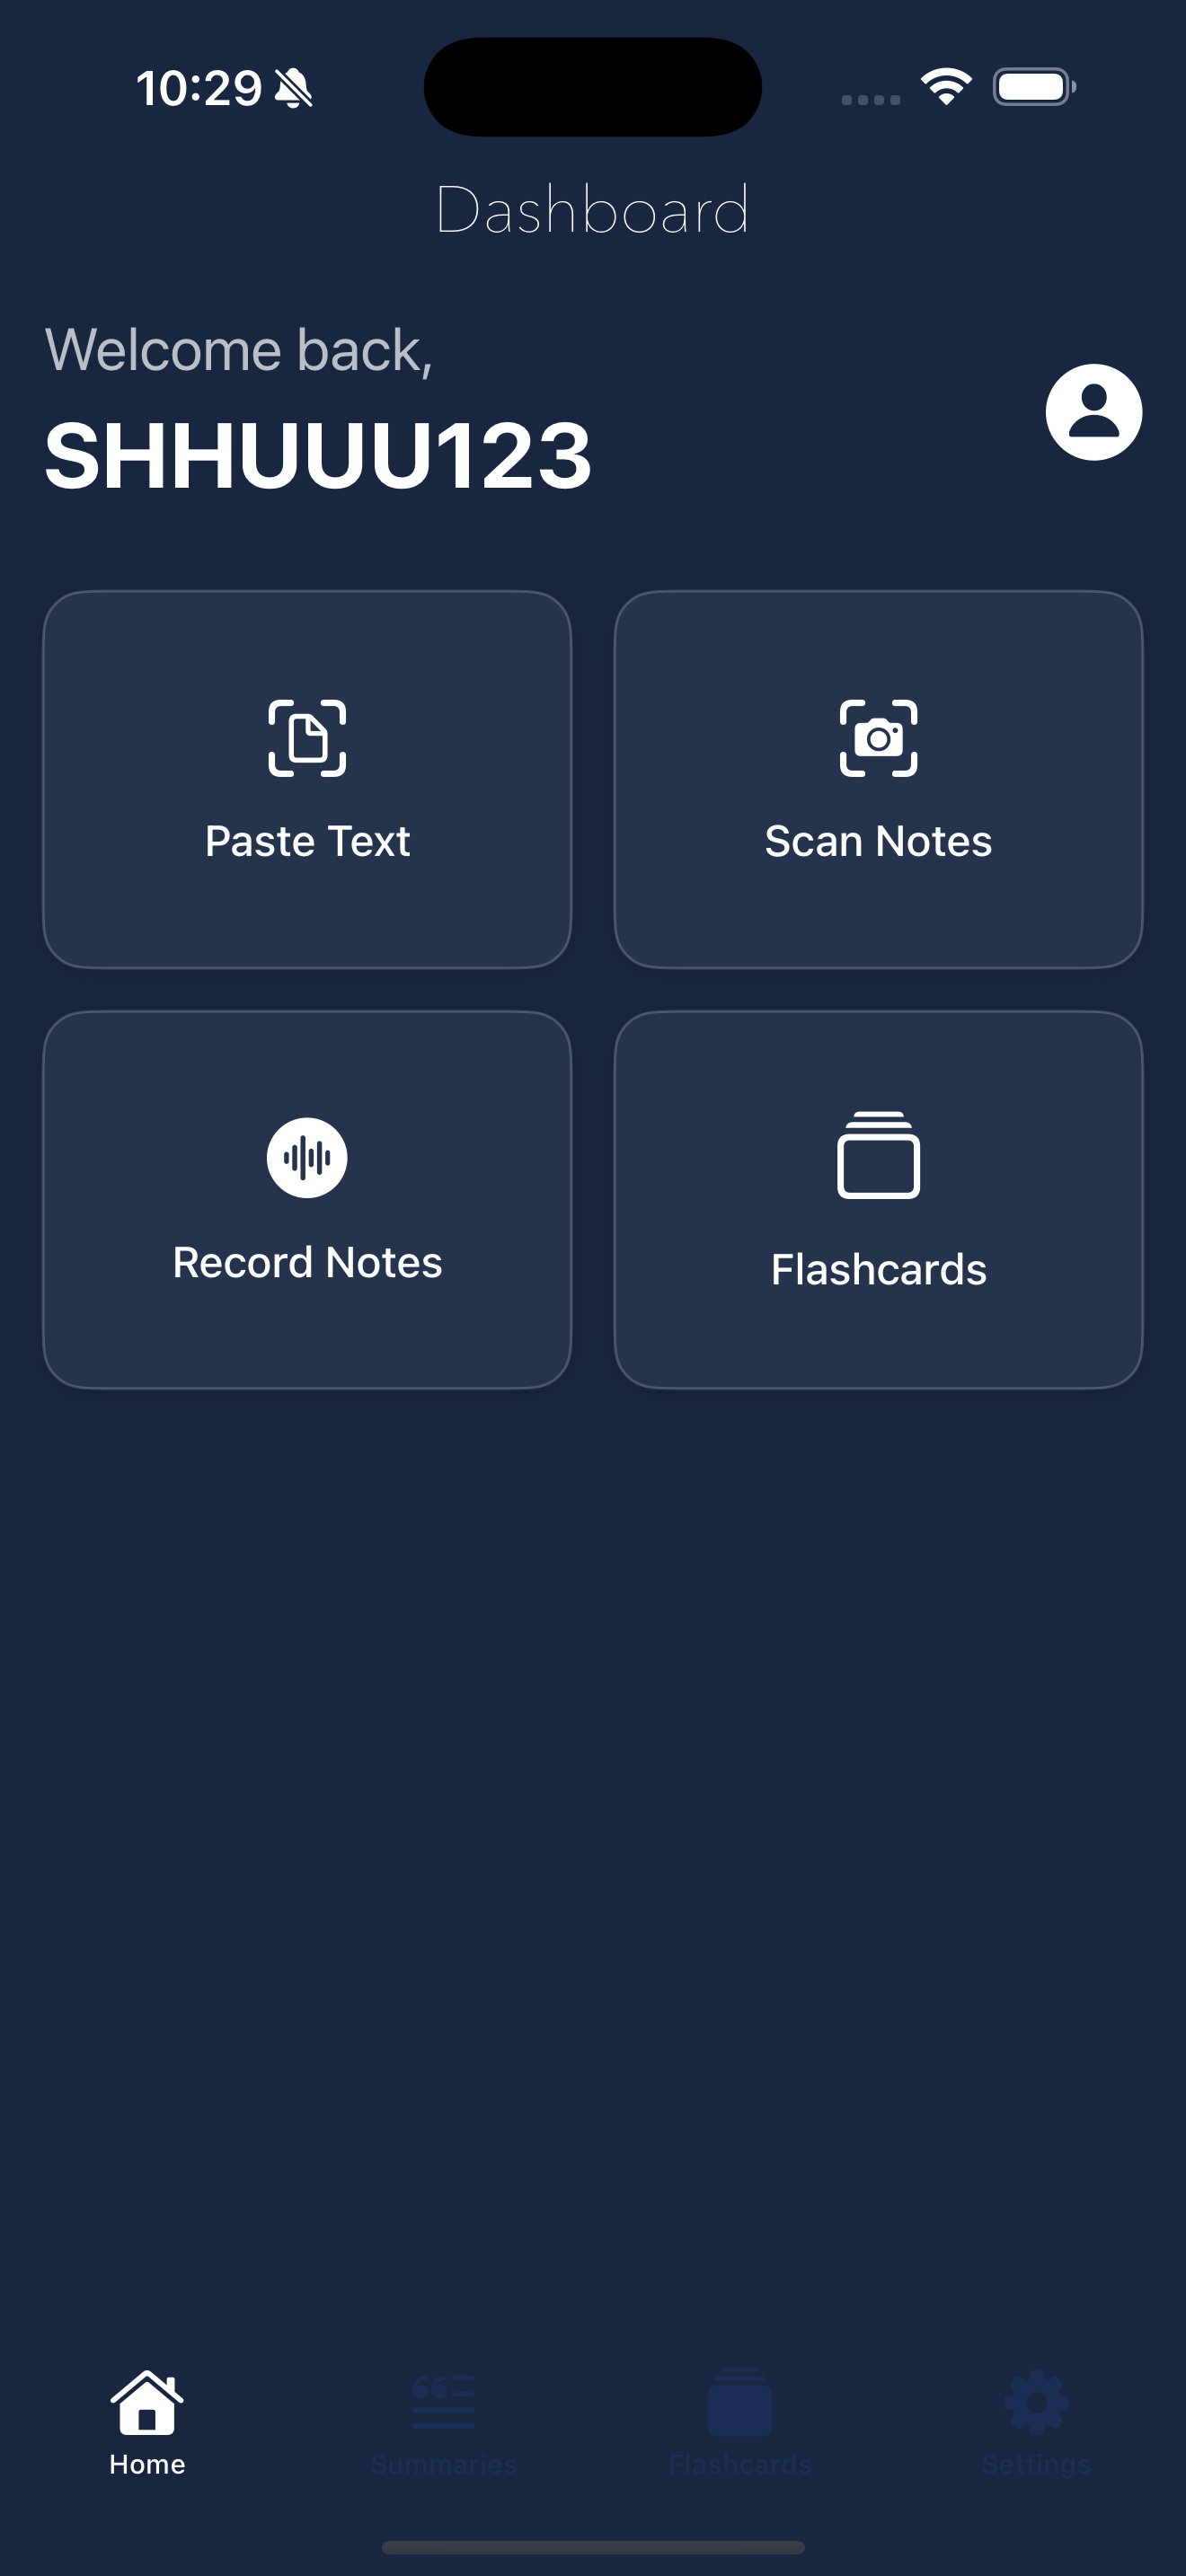 10:29
Dashboard
Welcome back,
SHHUUU123
Paste Text
Scan Notes
Record Notes
Flashcards
Home
Summaries
Flashcards
Settings